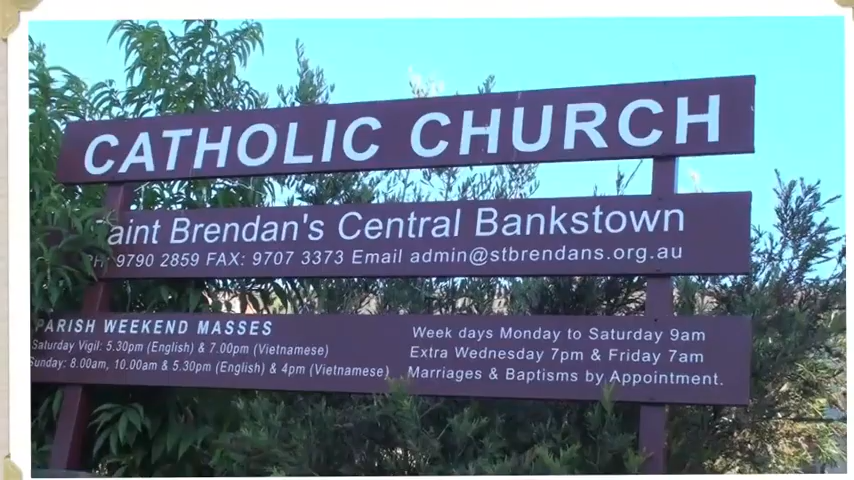 CATHOLIC CHURCH
Saint Brendan's Central Bankstown
PH: 9790 2859 FAX: 9707 3373 Email admin@stbrendans.org.au
PARISH WEEKEND MASSES
Saturday Vigil: 5.30pm (English) & 7.00pm (Vietnamese)
Sunday: 8.00am, 10.00am & 5.30pm (English) & 4pm (Vietnamese)
Week days Monday to Saturday 9am
Extra Wednesday 7pm & Friday 7am
Marriages & Baptisms by Appointment.